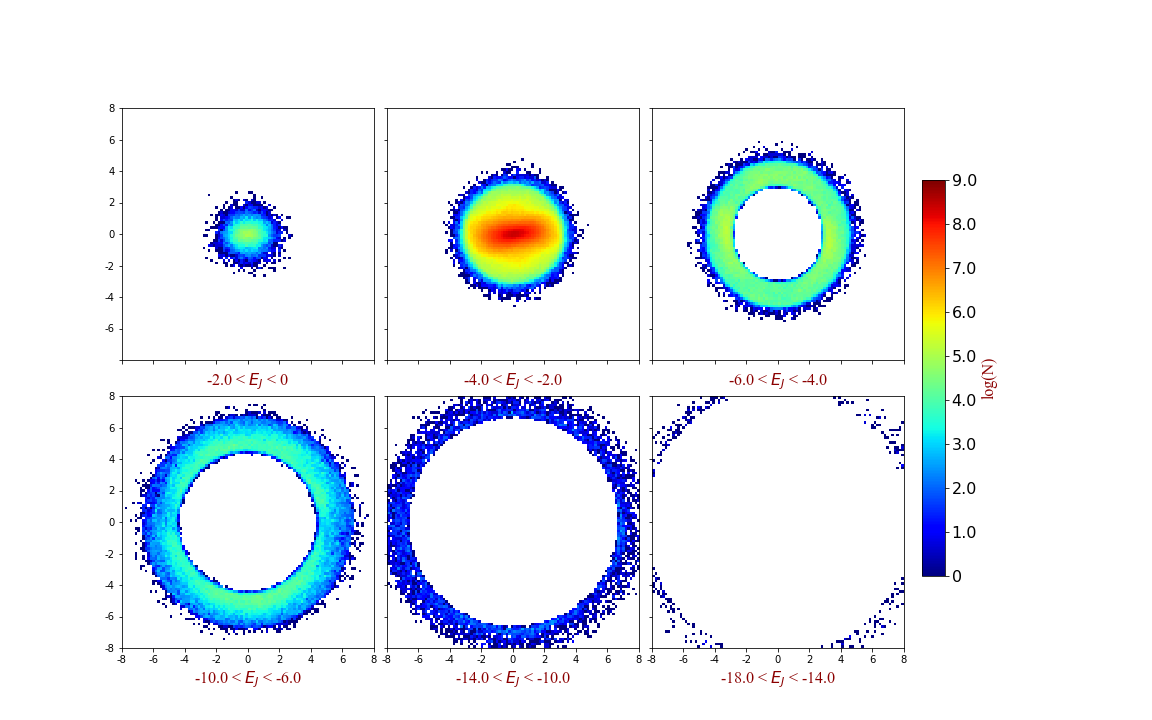 8
6
4
2
0
-2
-4
-6
-2.0 < E_J < 0
-4.0 < E_J < -2.0
-6.0 < E_J < -4.0
9.0
8.0
7.0
6.0
5.0
4.0
3.0
2.0
1.0
0
log(N)
8
6
4
2
0
-2
-4
-6
-8
-8 -6 -4 -2 0 2 4 6 8
-8 -6 -4 -2 0 2 4 6 8
-8 -6 -4 -2 0 2 4 6 8
-10.0 < E_J < -6.0
-14.0 < E_J < -10.0
-18.0 < E_J < -14.0